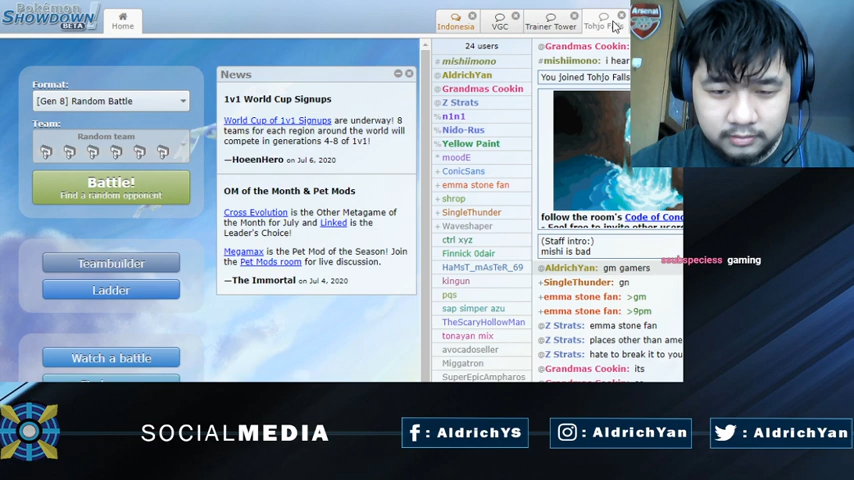 Pokémon
SHOWDOWN
BETA
Home
Indonesia
VGC
Trainer Tower
Tohjo Falls
Arsenal
Format:
[Gen 8] Random Battle
Team:
Random team
Battle!
Find a random opponent
Teambuilder
Ladder
Watch a battle
News
1v1 World Cup Signups
World Cup of 1v1 Signups are underway! 8
teams for each region around the world will
compete in generations 4-8 of 1v1!
—HoeenHero on Jul 6, 2020
OM of the Month & Pet Mods
Cross Evolution is the Other Metagame of
the Month for July and Linked is the
Leader's Choice!
Megamax is the Pet Mod of the Season! Join
the Pet Mods room for live discussion.
—The Immortal on Jul 4, 2020
24 users
# mishiimono
@AldrichYan
@Grandmas Cookin
@Z Strats
%n1n1
%Nido-Rus
%Yellow Paint
* moodE
+ConicSans
+emma stone fan
+shrop
+SingleThunder
+Waveshaper
ctrl xyz
Finnick 0dair
HaMsT_mAsTeR_69
kingun
pqs
sap simper azu
TheScaryHollowMan
tonayan mix
avocadoseller
Miggatron
SuperEpicAmpharos
@Grandmas Cookin:
#mishiimono: i hear
You joined Tohjo Falls
follow the room's Code of Cond
- Feel free to invite other users
(Staff intro:)
mishi is bad
@AldrichYan: gm gamers
+SingleThunder: gn
+emma stone fan: >gm
+emma stone fan: >9pm
@Z Strats: emma stone fan
@Z Strats: places other than ame
@Z Strats: hate to break it to you
@Grandmas Cookin: its
gaming
SOCIALMEDIA
f : AldrichYS
: AldrichYan
: AldrichYan